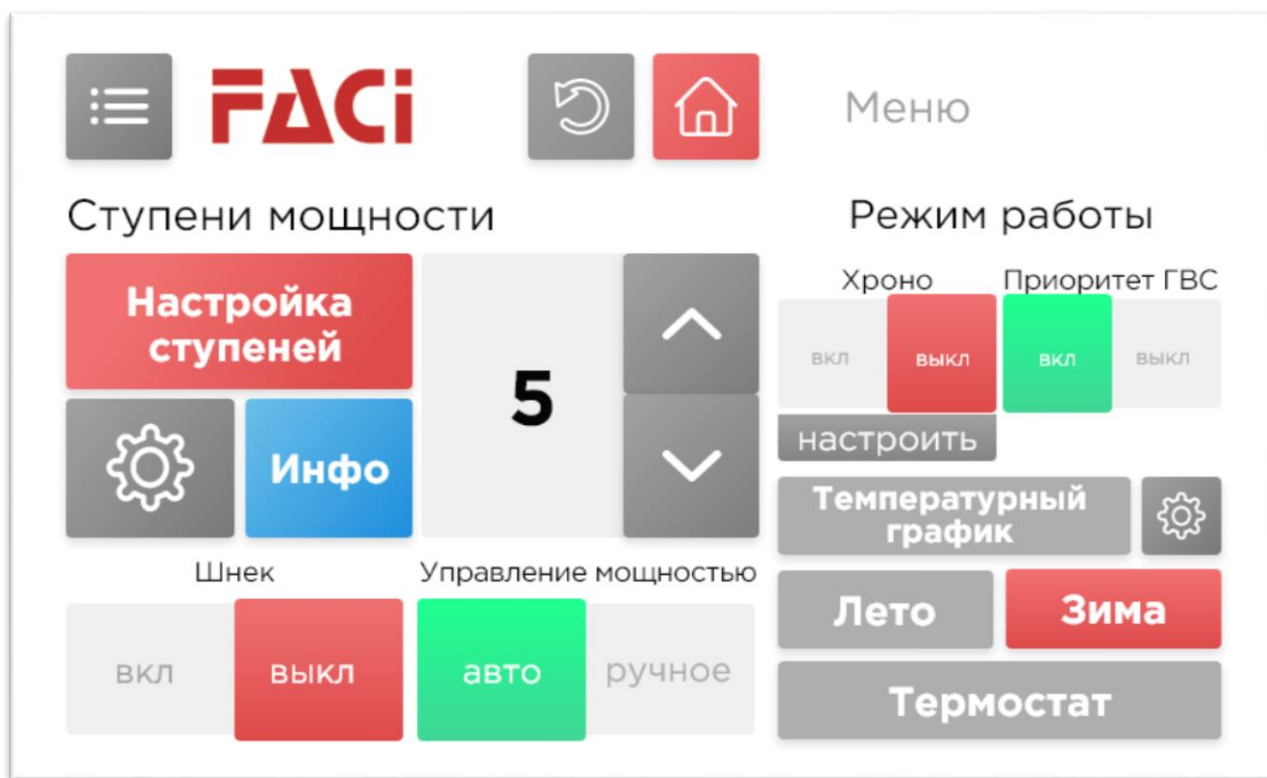 FACi
Меню
Ступени мощности
Настройка
ступеней
5
Инфо
Шнек
Управление мощностью
вкл
выкл
авто
ручное
Режим работы
Хроно
Приоритет ГВС
вкл
выкл
вкл
выкл
настроить
Температурный
график
Лето
Зима
Термостат